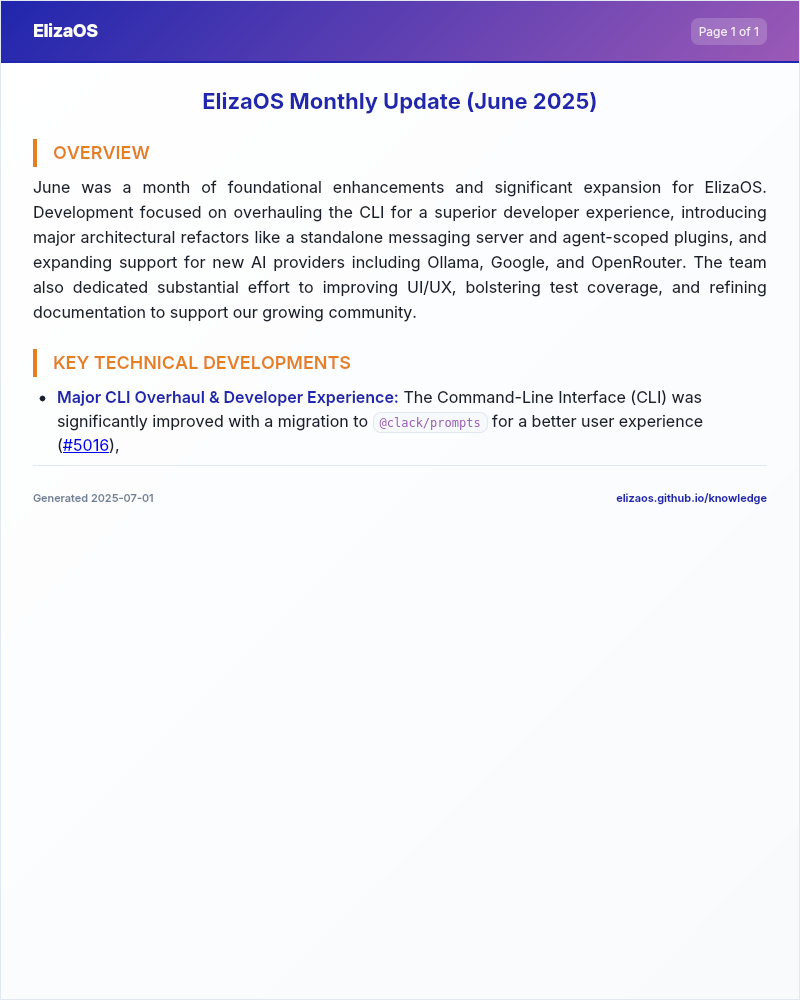 ElizaOS
Page 1 of 1
ElizaOS Monthly Update (June 2025)
OVERVIEW
June was a month of foundational enhancements and significant expansion for ElizaOS.
Development focused on overhauling the CLI for a superior developer experience, introducing
major architectural refactors like a standalone messaging server and agent-scoped plugins, and
expanding support for new AI providers including Ollama, Google, and OpenRouter. The team
also dedicated substantial effort to improving UI/UX, bolstering test coverage, and refining
documentation to support our growing community.
KEY TECHNICAL DEVELOPMENTS
• Major CLI Overhaul & Developer Experience: The Command-Line Interface (CLI) was
significantly improved with a migration to @clack/prompts for a better user experience
(#5016),
Generated 2025-07-01
elizaos.github.io/knowledge